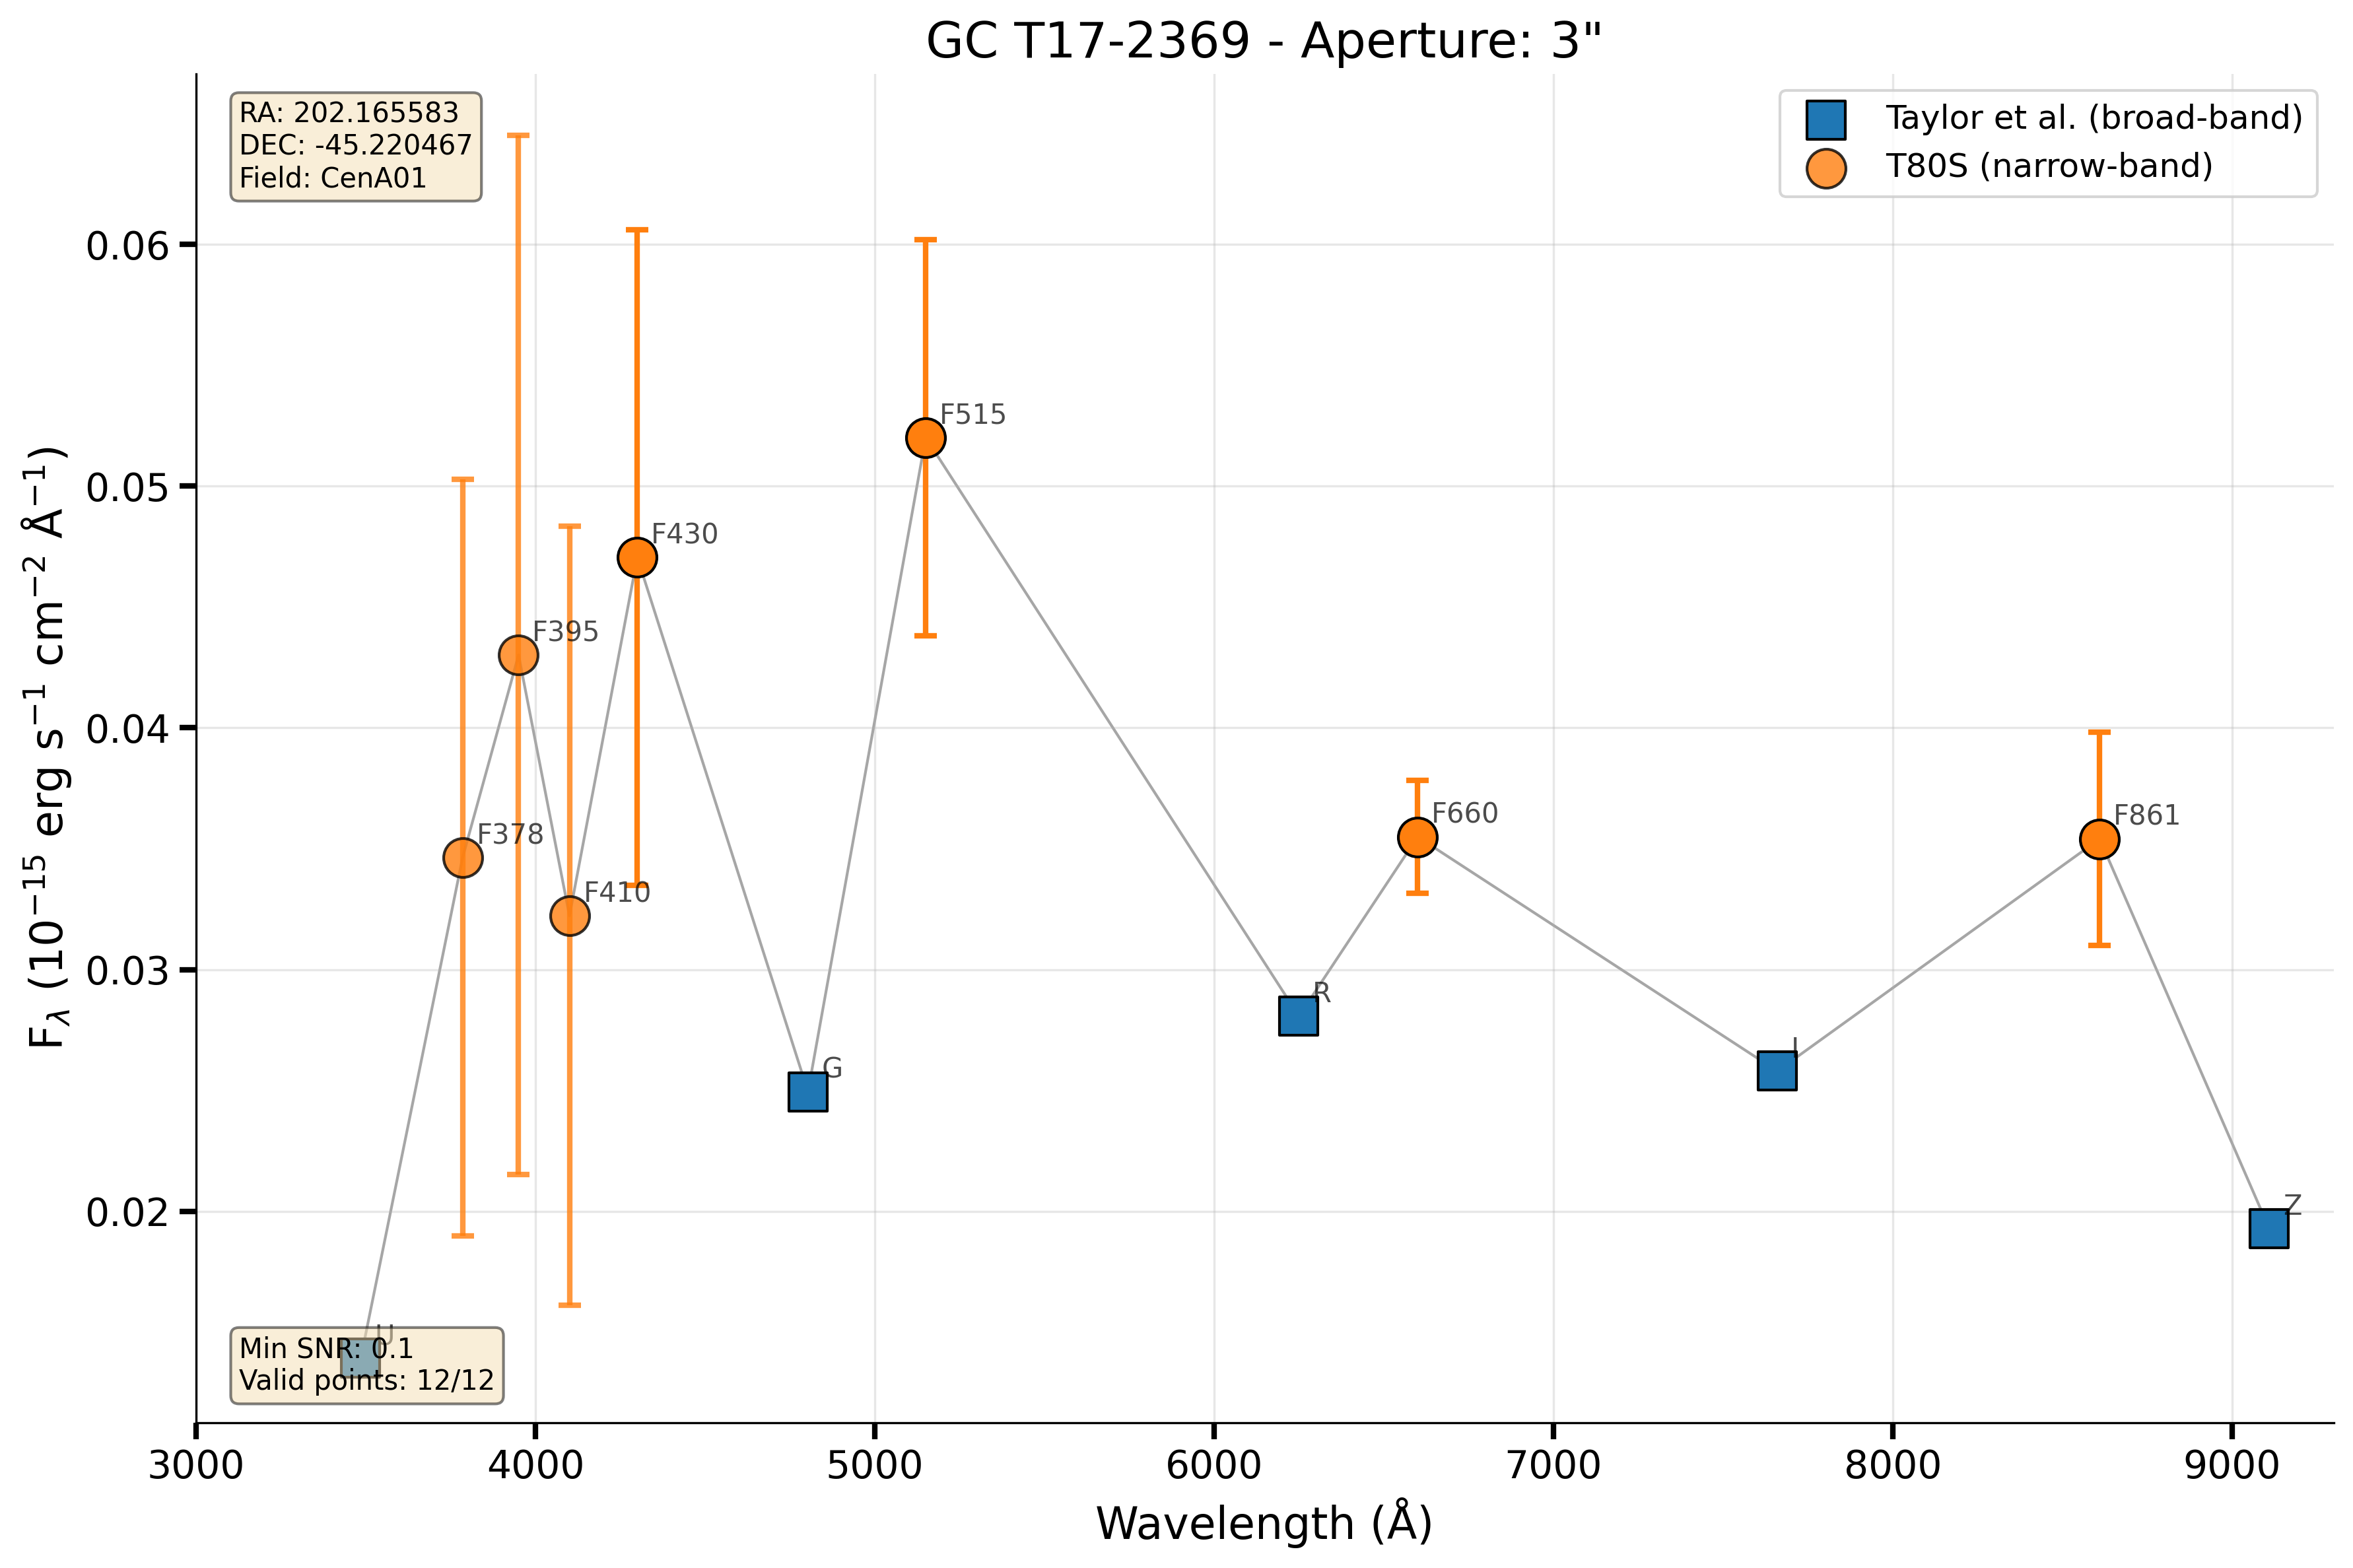 GC T17-2369 - Aperture: 3"
RA: 202.165583
DEC: -45.220467
Field: CenA01
Taylor et al. (broad-band)
T80S (narrow-band)
0.06
0.05
0.04
0.03
0.02
F_λ (10⁻¹⁵ erg s⁻¹ cm⁻² Å⁻¹)
F515
F430
F395
F378
F410
F660
F861
R
I
G
Z
U
Min SNR: 0.1
Valid points: 12/12
3000 4000 5000 6000 7000 8000 9000
Wavelength (Å)